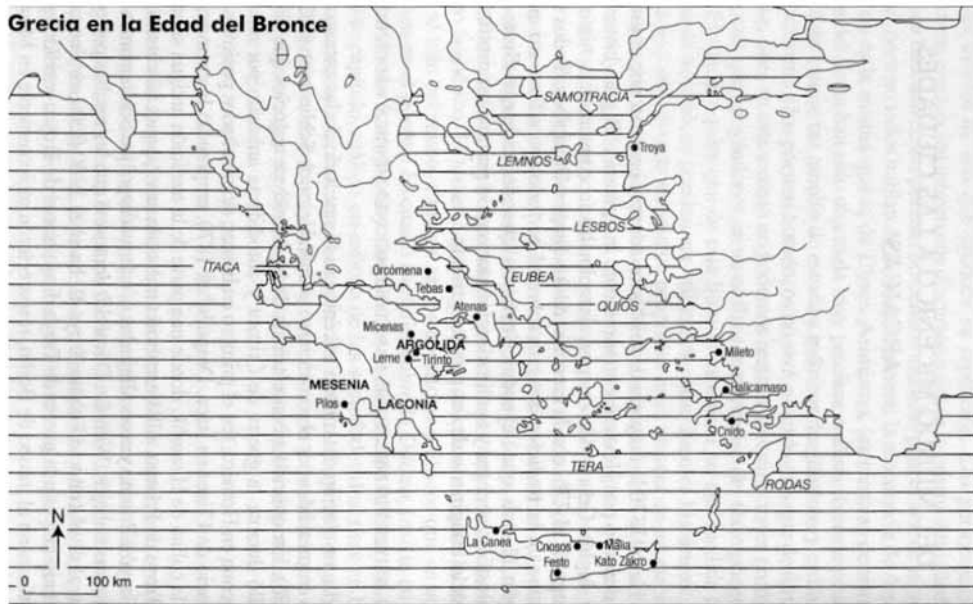 Grecia en la Edad del Bronce
SAMOTRACIA
Troya
LEMNOS
LESBOS
ÍTACA
Orcómena
EUBEA
Tebas
QUÍOS
Atenas
Micenas
ARGÓLIDA
Lerne
Tirinto
Mileto
MESENIA
Halicarnaso
Pilos
LACONIA
Cnido
TERA
RODAS
N
La Canea
Cnosos
Malia
Festo
Kato Zakro
0 100 km